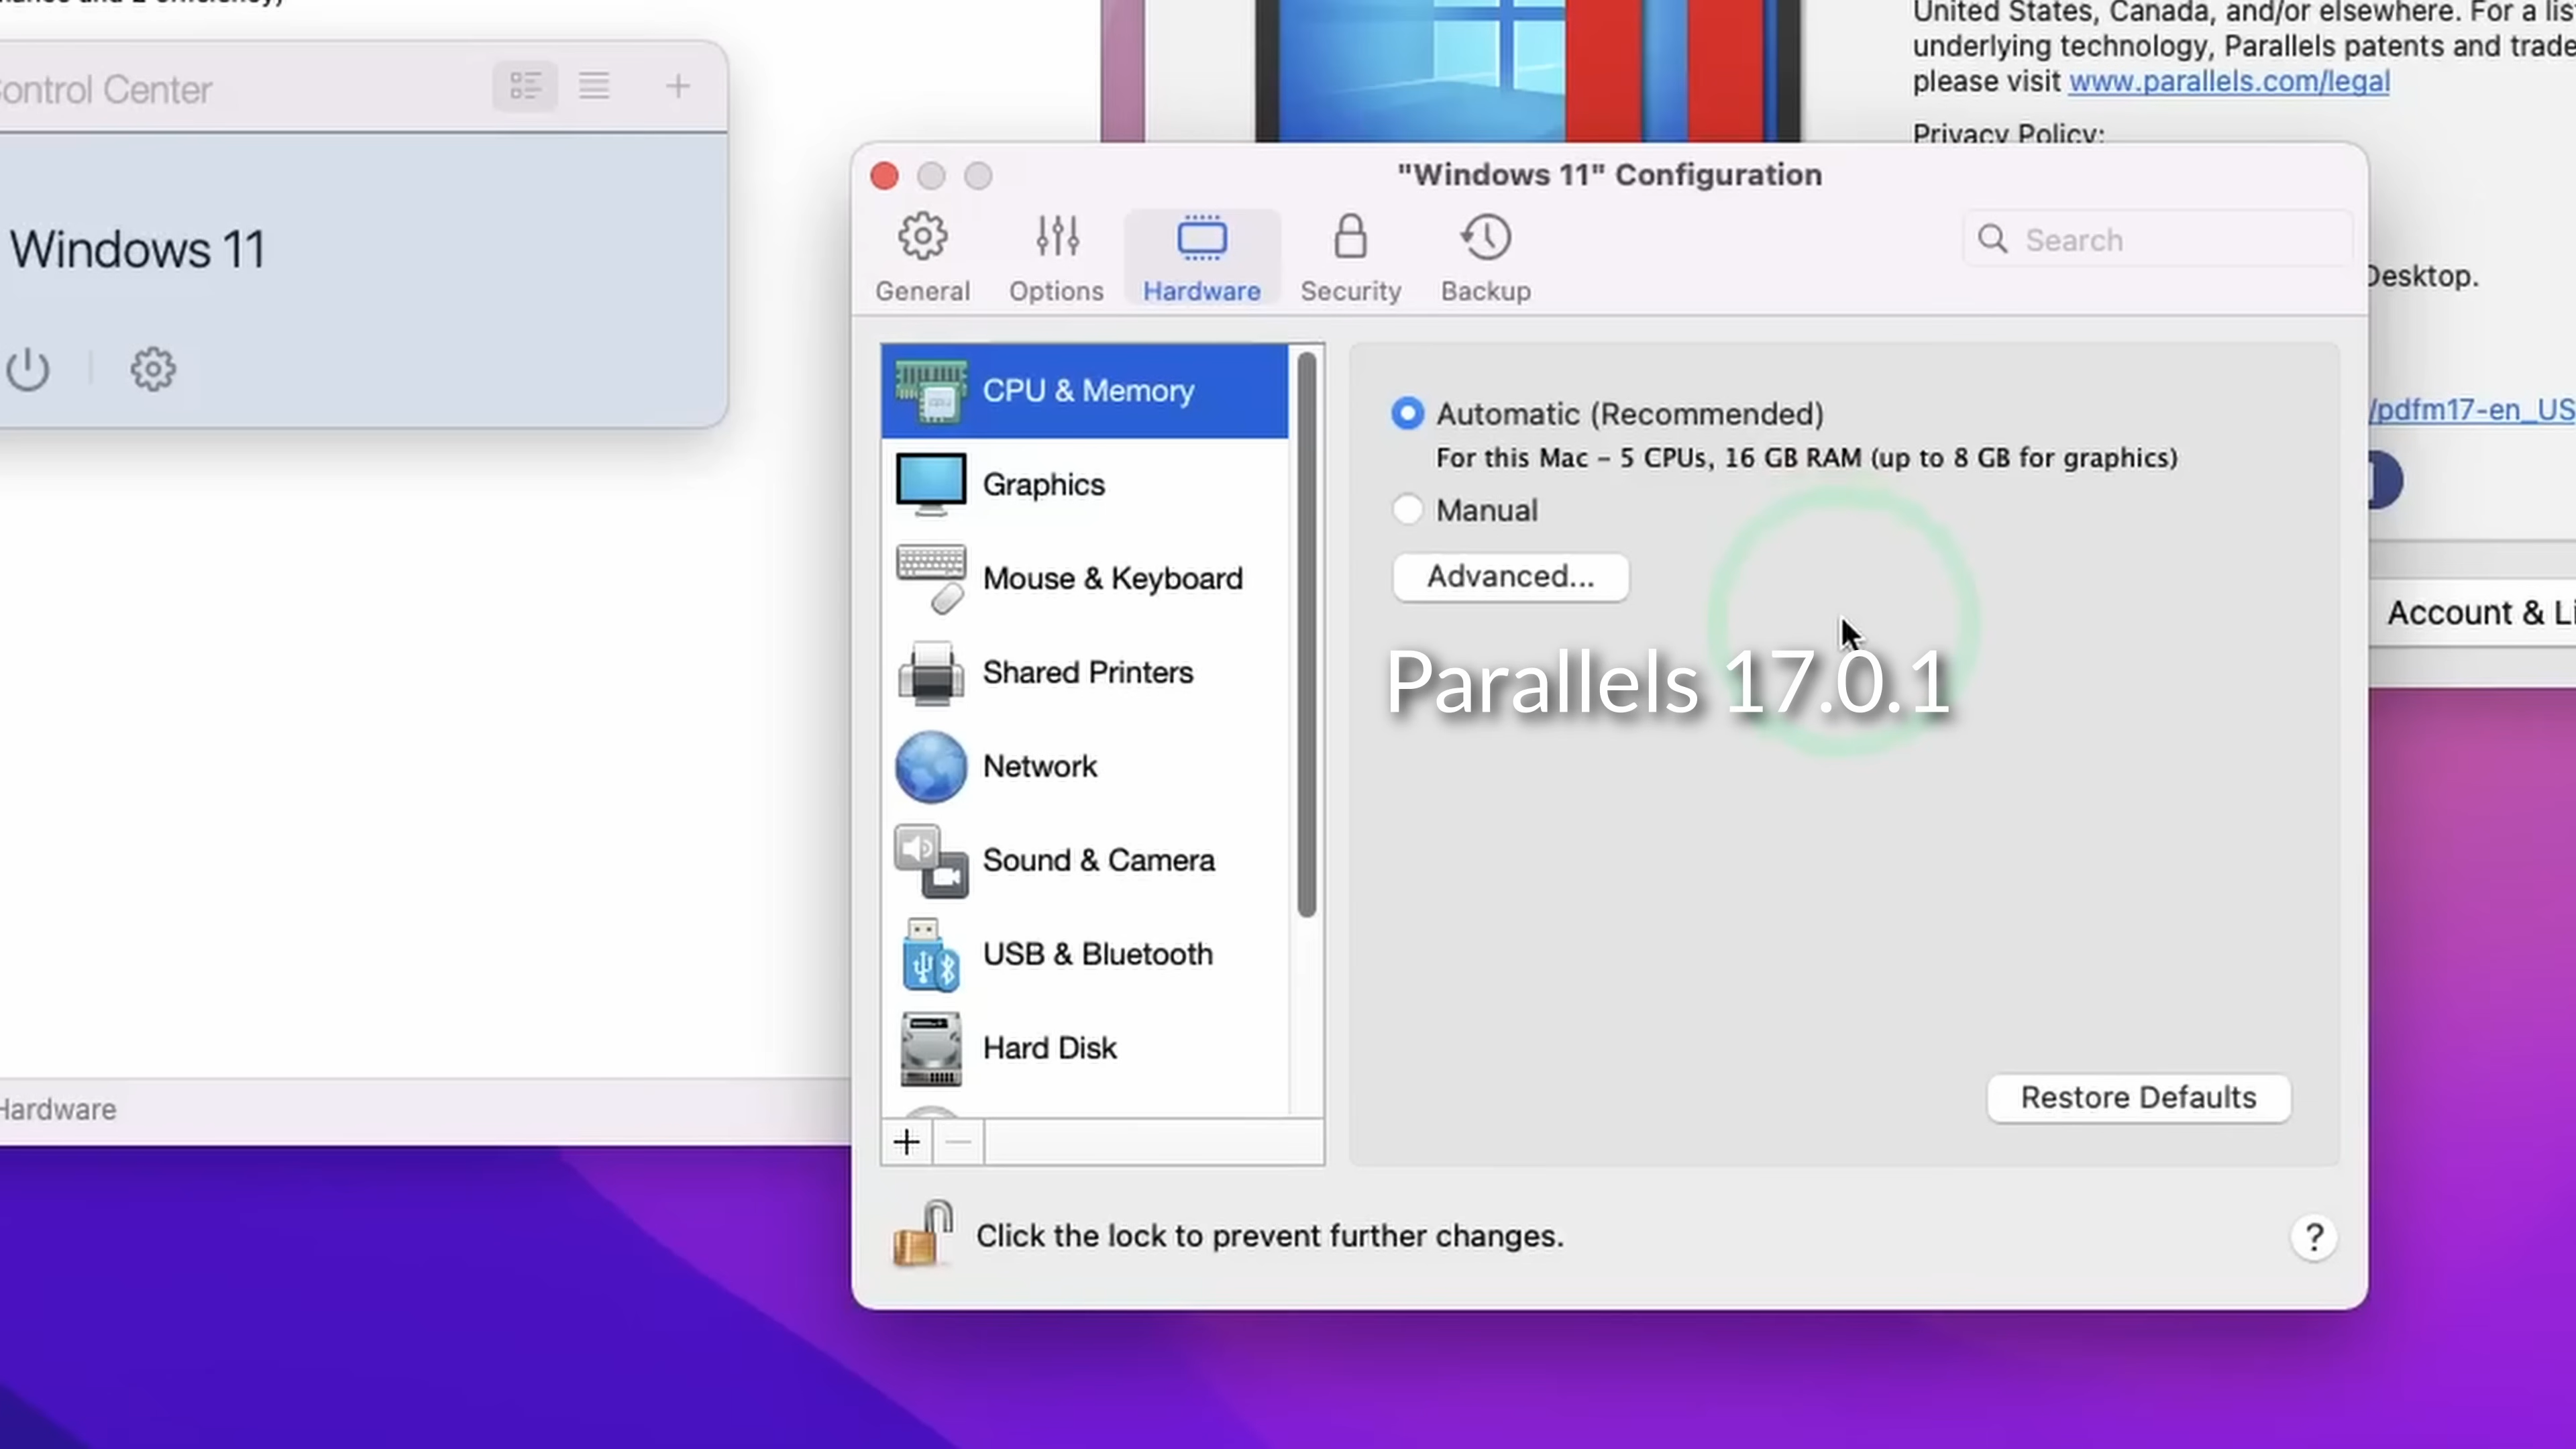 United States, Canada, and/or elsewhere. For a
underlying technology, Parallels patents and
please visit www.parallels.com/legal
Privacy Policy:
Control Center
Windows 11
"Windows 11" Configuration
General
Options
Hardware
Security
Backup
Search
Desktop.
CPU & Memory
Graphics
Mouse & Keyboard
Shared Printers
Network
Sound & Camera
USB & Bluetooth
Hard Disk
Automatic (Recommended)
For this Mac – 5 CPUs, 16 GB RAM (up to 8 GB for graphics)
Manual
Advanced...
/pdfm17-en_US
Account &
Parallels 17.0.1
Restore Defaults
Hardware
Click the lock to prevent further changes.
?